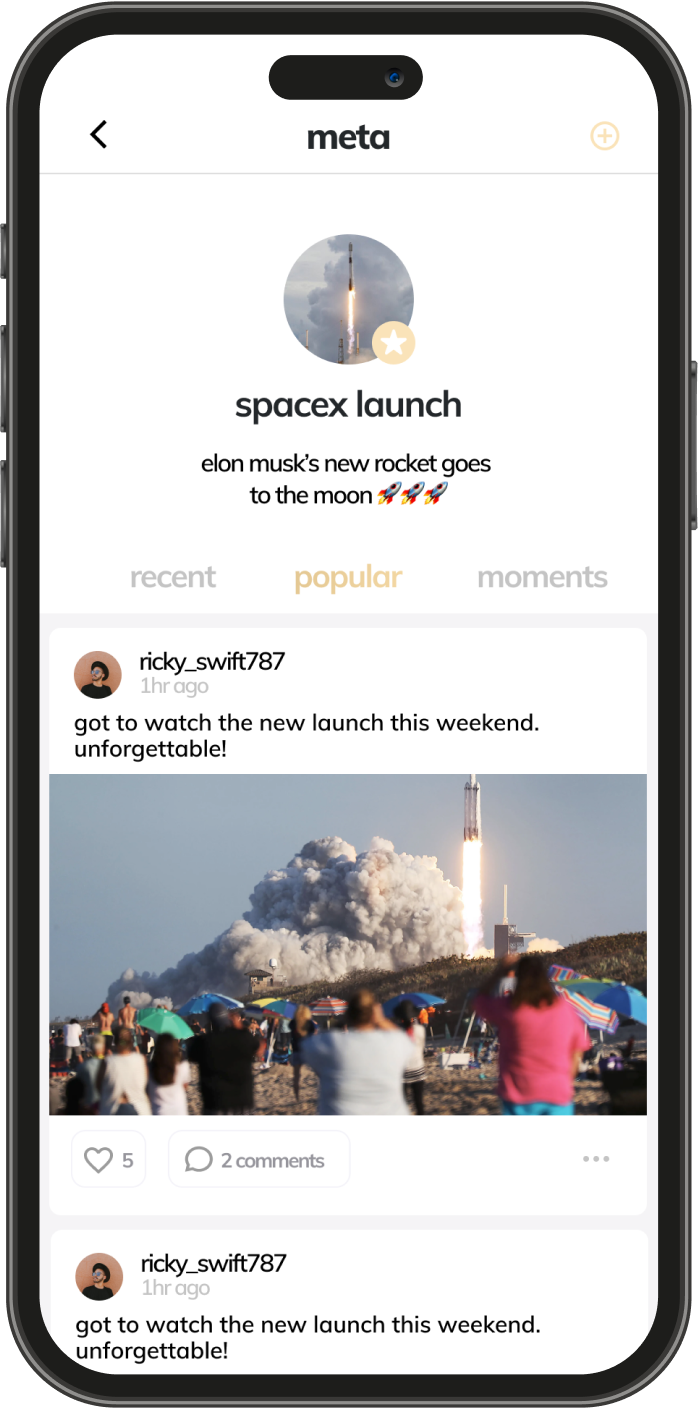 meta
spacex launch
elon musk's new rocket goes
to the moon 🚀🚀🚀
recent
popular
moments
ricky_swift787
1hr ago
got to watch the new launch this weekend.
unforgettable!
5
2 comments
ricky_swift787
1hr ago
got to watch the new launch this weekend.
unforgettable!